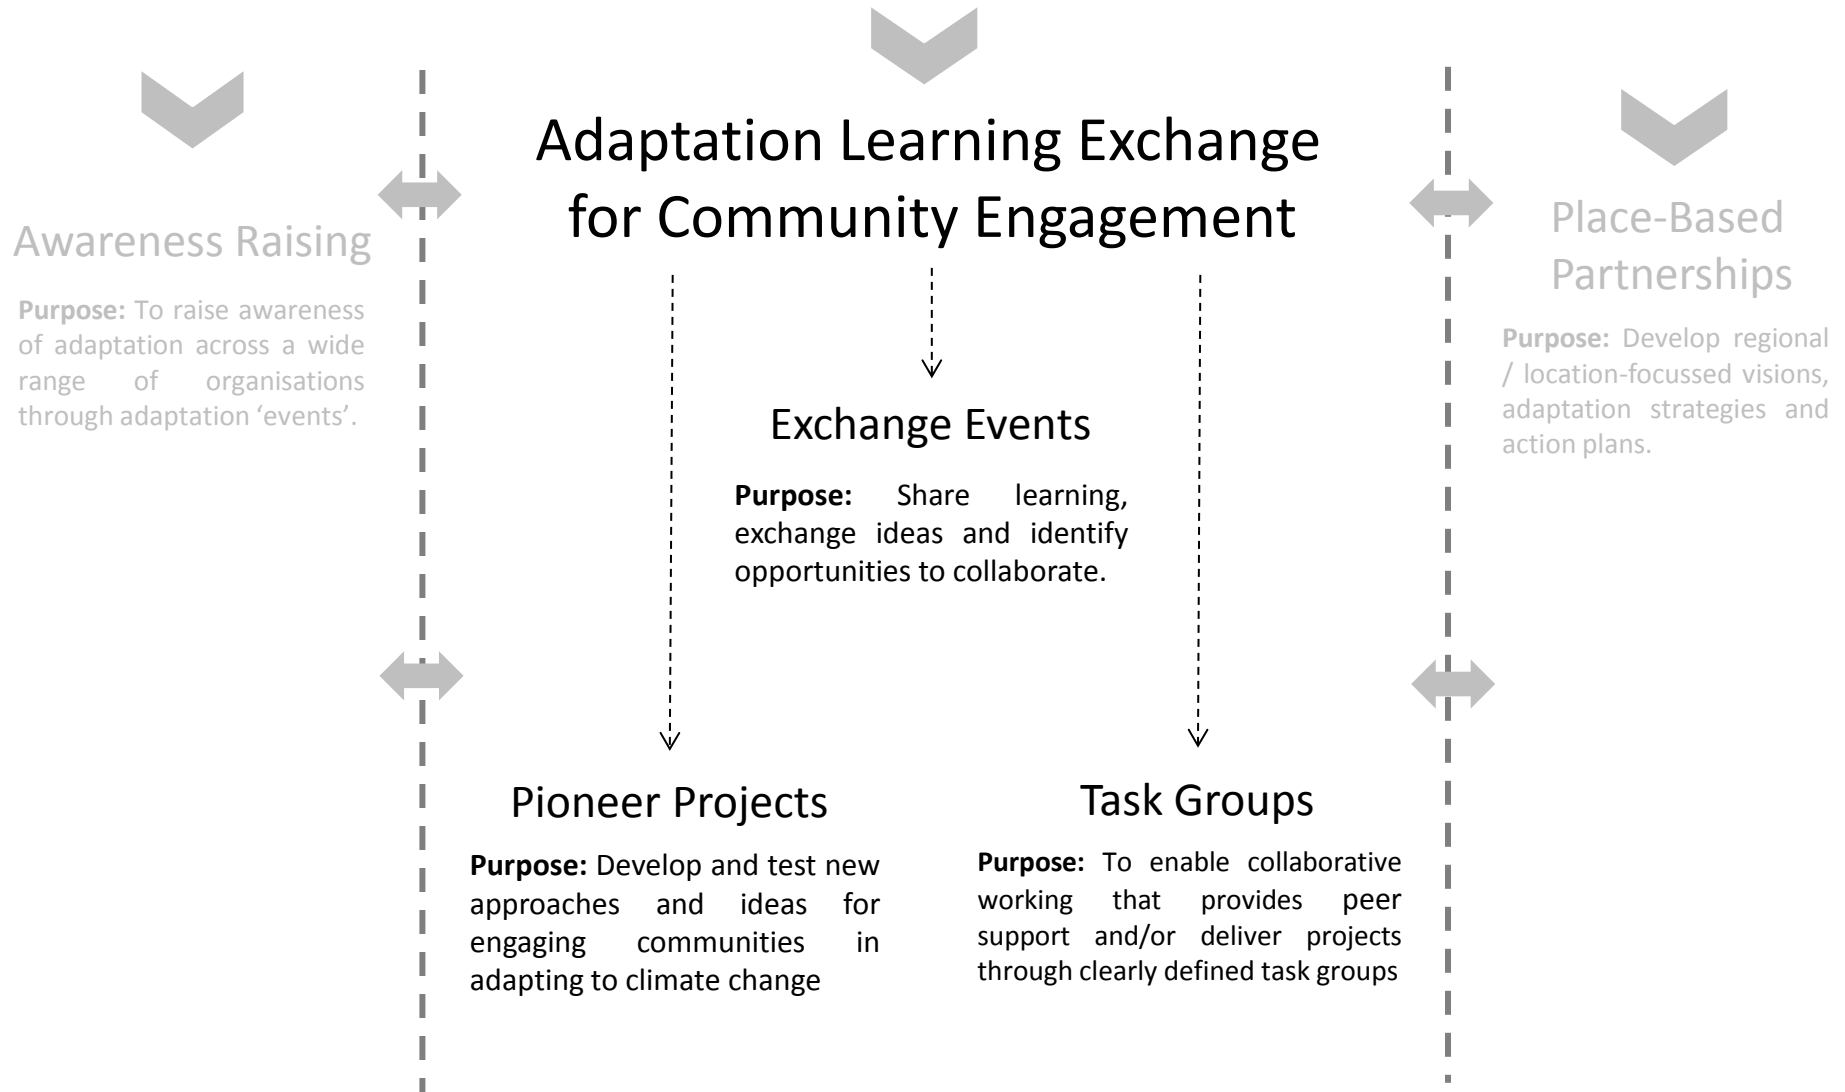 Adaptation Learning Exchange
for Community Engagement
Awareness Raising
Purpose: To raise awareness
of adaptation across a wide
range of organisations
through adaptation ‘events’.
Place-Based
Partnerships
Purpose: Develop regional
/ location-focussed visions,
adaptation strategies and
action plans.
Exchange Events
Purpose: Share learning,
exchange ideas and identify
opportunities to collaborate.
Pioneer Projects
Purpose: Develop and test new
approaches and ideas for
engaging communities in
adapting to climate change
Task Groups
Purpose: To enable collaborative
working that provides peer
support and/or deliver projects
through clearly defined task groups